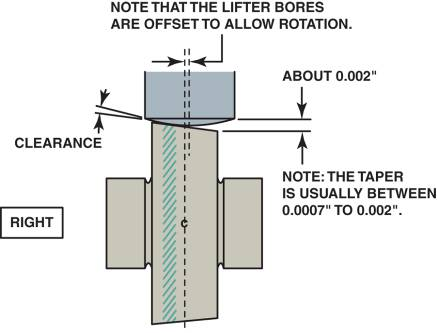 NOTE THAT THE LIFTER BORES
ARE OFFSET TO ALLOW ROTATION.
ABOUT 0.002"
CLEARANCE
NOTE: THE TAPER
IS USUALLY BETWEEN
0.0007" TO 0.002".
RIGHT
¢